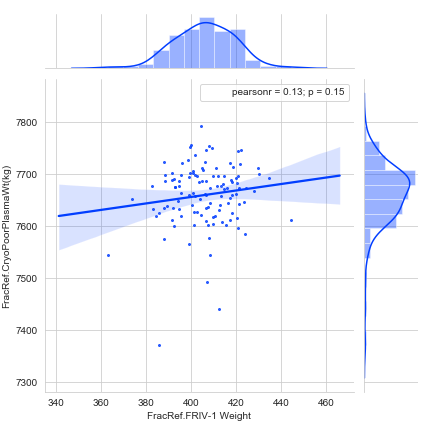 pearsonr = 0.13; p = 0.15
7800
7700
7600
7500
7400
7300
FracRef.CryoPoorPlasmaWt(kg)
340 360 380 400 420 440 460
FracRef.FRIV-1 Weight